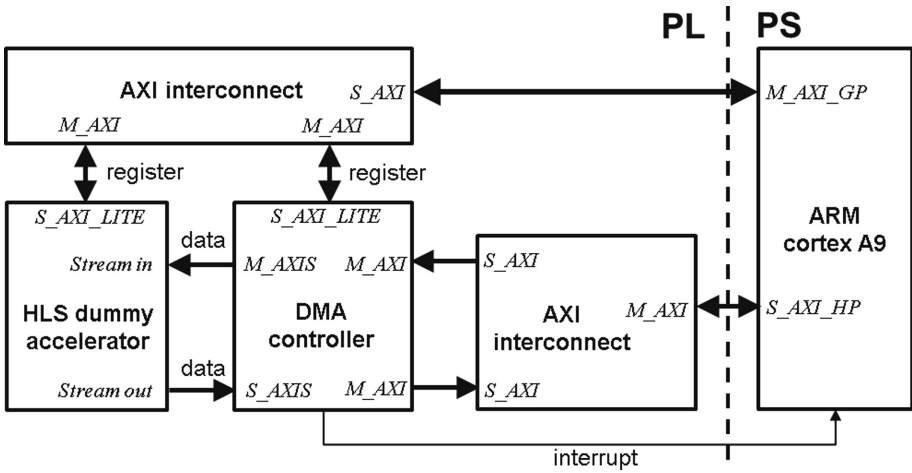 PL
PS
AXI interconnect
S_AXI
M_AXI
M_AXI
M_AXI_GP
register
register
S_AXI_LITE
Stream in
HLS dummy
accelerator
Stream out
data
data
S_AXI_LITE
M_AXIS
M_AXI
DMA
controller
S_AXIS
M_AXI
S_AXI
AXI
interconnect
M_AXI
S_AXI
ARM
cortex A9
S_AXI_HP
interrupt